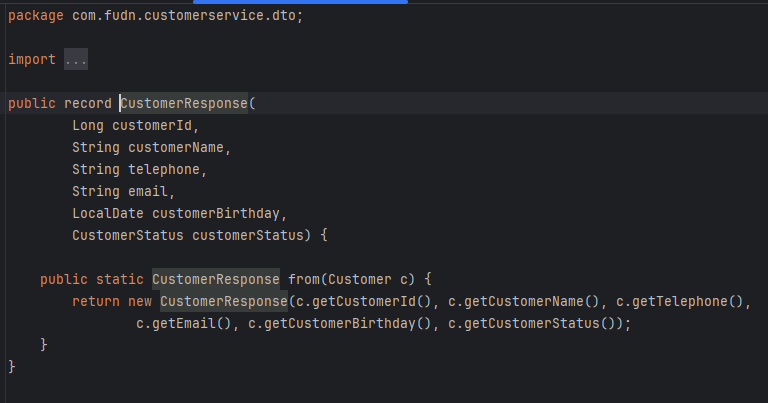 package com.fudn.customerservice.dto;
import ...
public record CustomerResponse(
Long customerId,
String customerName,
String telephone,
String email,
LocalDate customerBirthday,
CustomerStatus customerStatus) {
public static CustomerResponse from(Customer c) {
return new CustomerResponse(c.getCustomerId(), c.getCustomerName(), c.getTelephone(),
c.getEmail(), c.getCustomerBirthday(), c.getCustomerStatus());
}
}